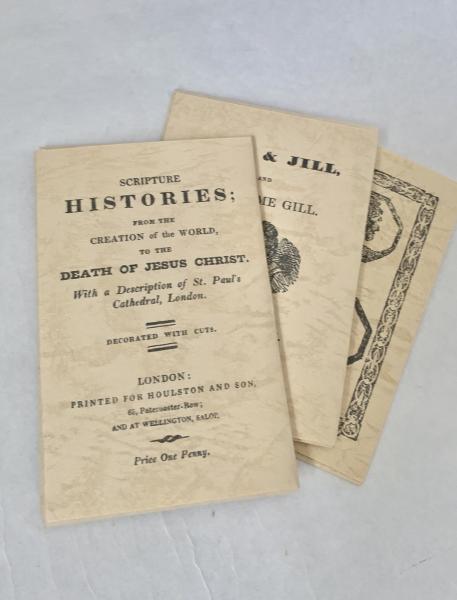 SCRIPTURE
HISTORIES;
FROM THE
CREATION of the WORLD,
TO THE
DEATH OF JESUS CHRIST.
With a Description of St. Paul's
Cathedral, London.
DECORATED WITH CUTS.
LONDON:
PRINTED FOR HOULSTON AND SON,
65, Paternoster-Row;
AND AT WELLINGTON, SALOP.
Price One Penny.
& JILL,
AND
ME GILL.